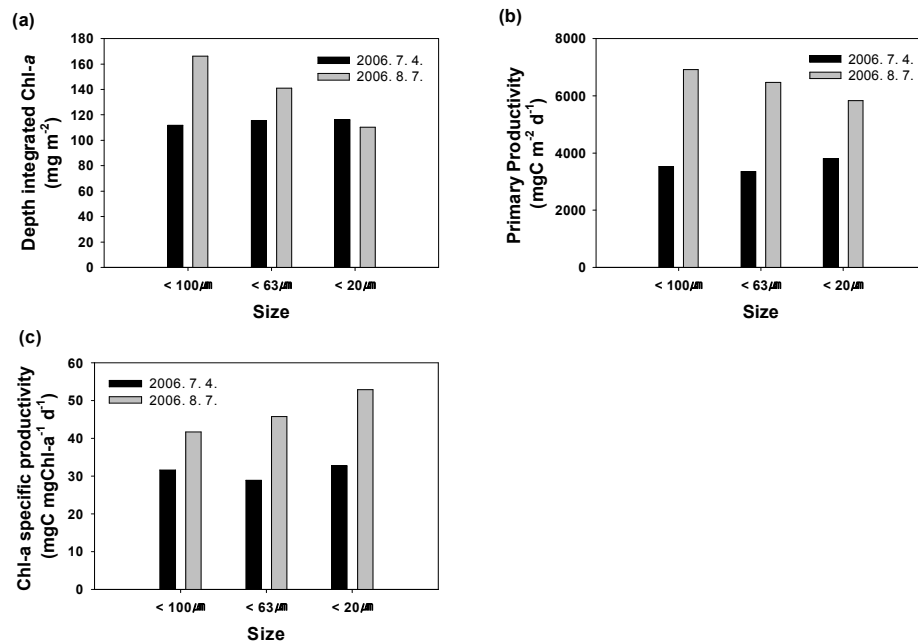 (a)
Depth integrated Chl-a
(mg m-2)
180
160
140
120
100
80
60
40
20
0
2006. 7. 4.
2006. 8. 7.
< 100㎛
< 63㎛
< 20㎛
Size
(b)
Primary Productivity
(mgC m-2 d-1)
8000
6000
4000
2000
0
2006. 7. 4.
2006. 8. 7.
< 100㎛
< 63㎛
< 20㎛
Size
(c)
Chl-a specific productivity
(mgC mgChl-a-1 d-1)
60
50
40
30
20
10
0
2006. 7. 4.
2006. 8. 7.
< 100㎛
< 63㎛
< 20㎛
Size